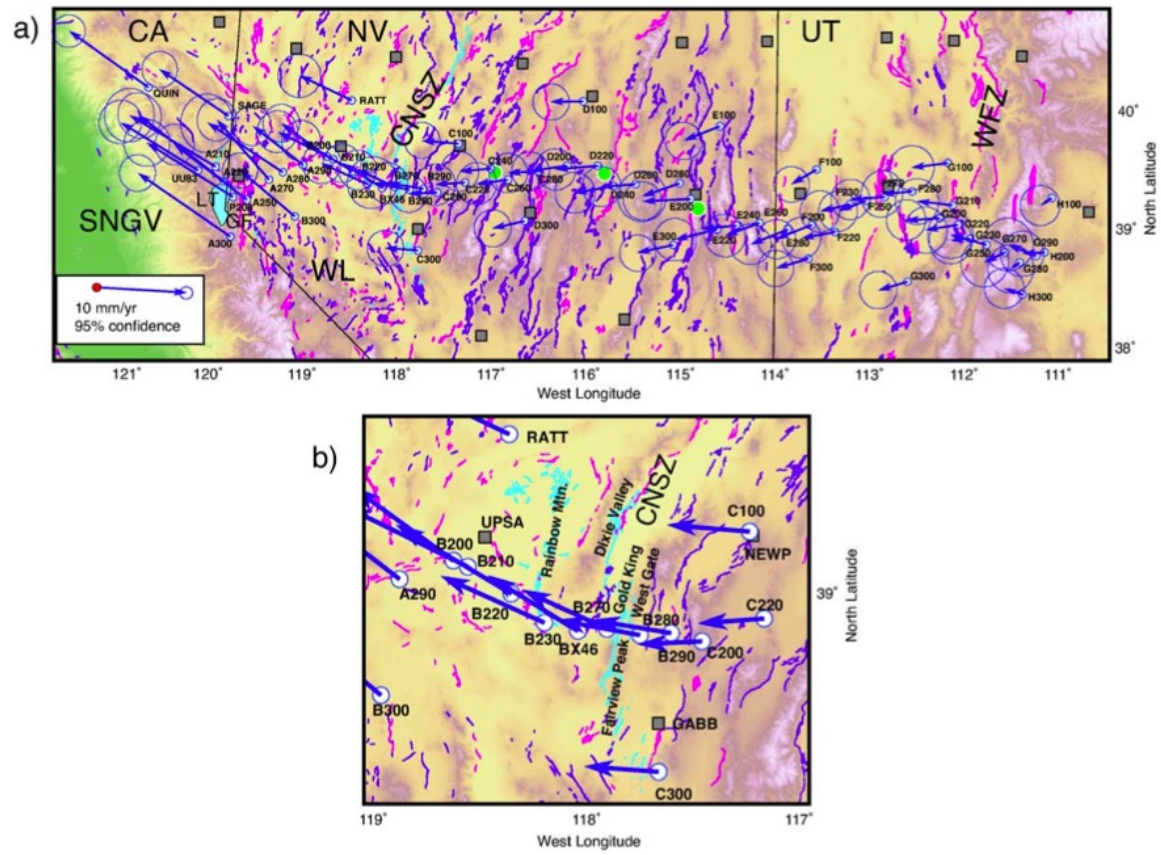 a)
CA
NV
UT
QUIN
SAGE
RATT
CNSZ
WFZ
40°
C100
D100
E100
A210
UU83
A270
A280
A290
A250
B200
B210
B220
B230
BX46
B270
B280
B290
C200
C220
C240
C260
C280
D200
D220
D240
D260
D280
E200
E220
E240
E260
E280
E300
F100
F200
F220
F230
F250
F260
F300
G100
G200
G210
G220
G230
G250
G270
G280
G290
G300
H100
H200
H300
LT
SNGV
B300
A300
C300
D300
WL
39°
38°
North Latitude
10 mm/yr
95% confidence
121°
120°
119°
118°
117°
116°
115°
114°
113°
112°
111°
West Longitude
b)
RATT
CNSZ
UPSA
Rainbow Mtn.
Dixie Valley
C100
NEWP
B200
B210
A290
B220
B230
BX46
B270
Gold King
West Gate
B280
B290
C200
C220
Fairview Peak
B300
GABB
C300
39°
North Latitude
119°
118°
117°
West Longitude